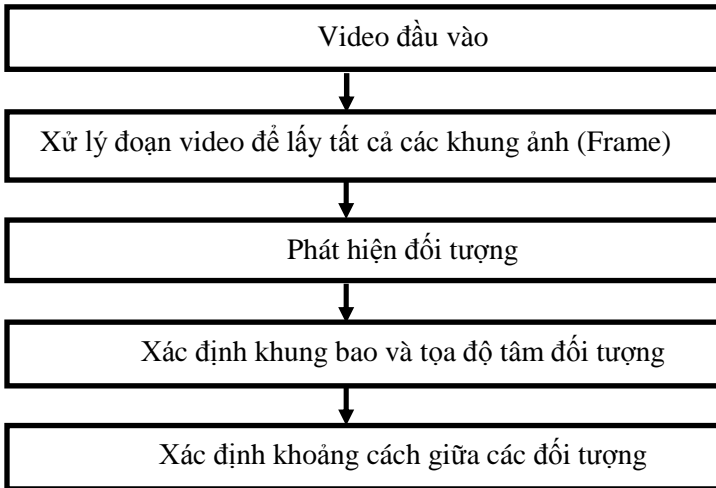 Video đầu vào
Xử lý đoạn video để lấy tất cả các khung ảnh (Frame)
Phát hiện đối tượng
Xác định khung bao và tọa độ tâm đối tượng
Xác định khoảng cách giữa các đối tượng